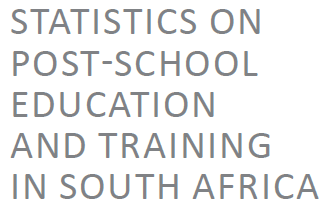 STATISTICS ON
POST-SCHOOL
EDUCATION
AND TRAINING
IN SOUTH AFRICA